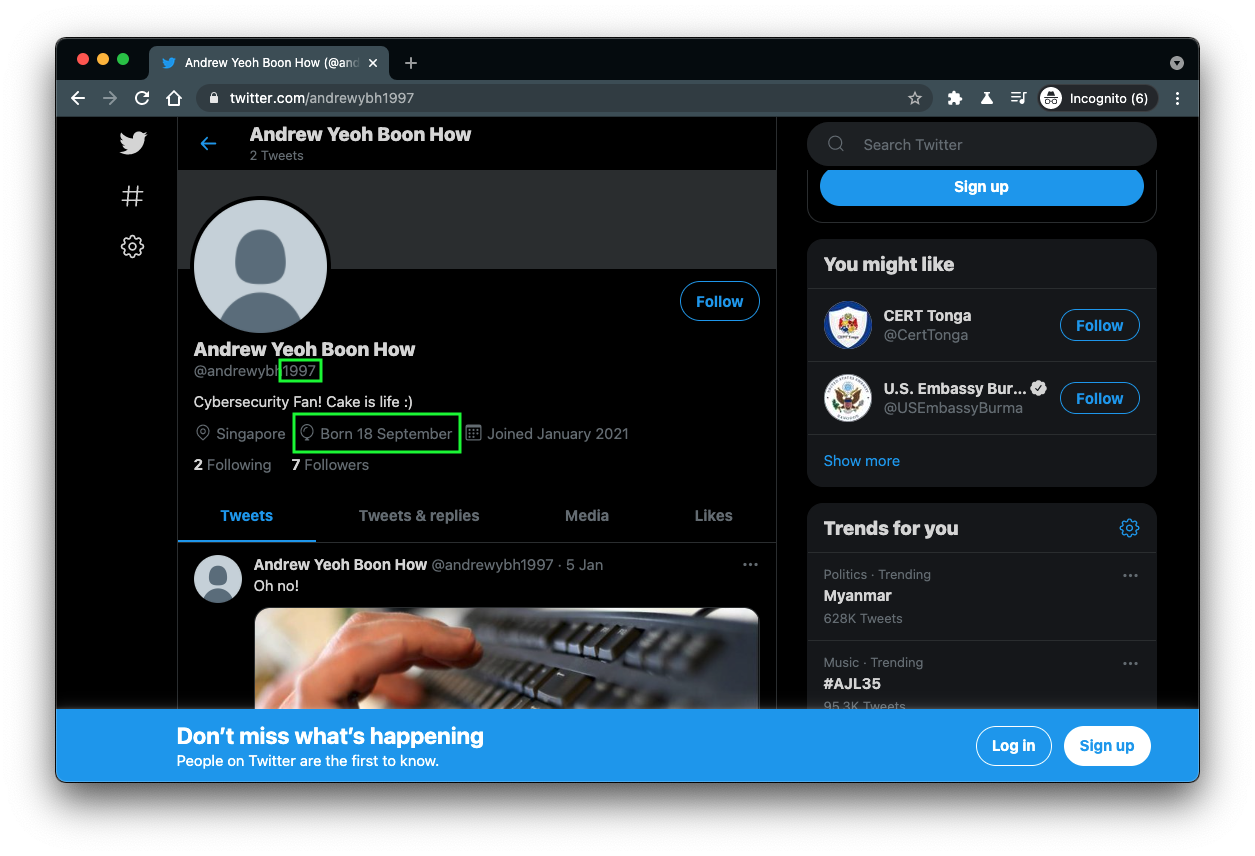 Andrew Yeoh Boon How (@and
twitter.com/andrewybh1997
Incognito (6)
Andrew Yeoh Boon How
2 Tweets
Follow
Andrew Yeoh Boon How
@andrewybh1997
Cybersecurity Fan! Cake is life :)
Singapore Born 18 September Joined January 2021
2 Following 7 Followers
Tweets Tweets & replies Media Likes
Andrew Yeoh Boon How @andrewybh1997 · 5 Jan
Oh no!
Search Twitter
Sign up
You might like
CERT Tonga
@CertTonga
Follow
U.S. Embassy Bur...
@USEmbassyBurma
Follow
Show more
Trends for you
Politics · Trending
Myanmar
628K Tweets
Music · Trending
#AJL35
95.3K Tweets
Don't miss what's happening
People on Twitter are the first to know.
Log in
Sign up